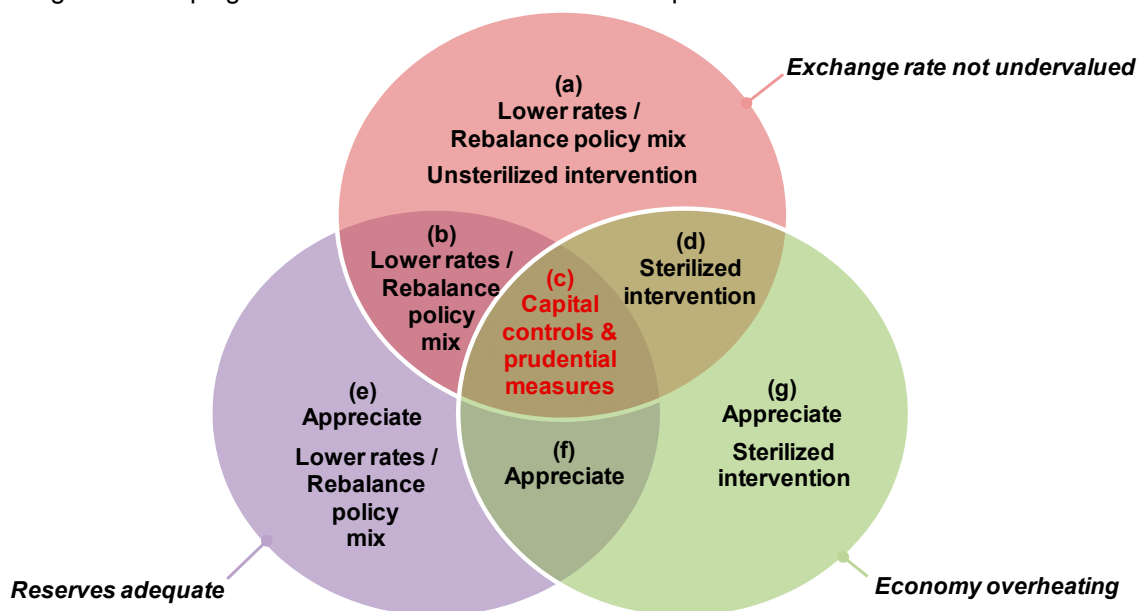 Exchange rate not undervalued
(a)
Lower rates /
Rebalance policy mix
Unsterilized intervention
(b)
Lower rates /
Rebalance
policy
mix
(c)
Capital
controls &
prudential
measures
(d)
Sterilized
intervention
(e)
Appreciate
Lower rates /
Rebalance
policy
mix
(f)
Appreciate
(g)
Appreciate
Sterilized
intervention
Reserves adequate
Economy overheating